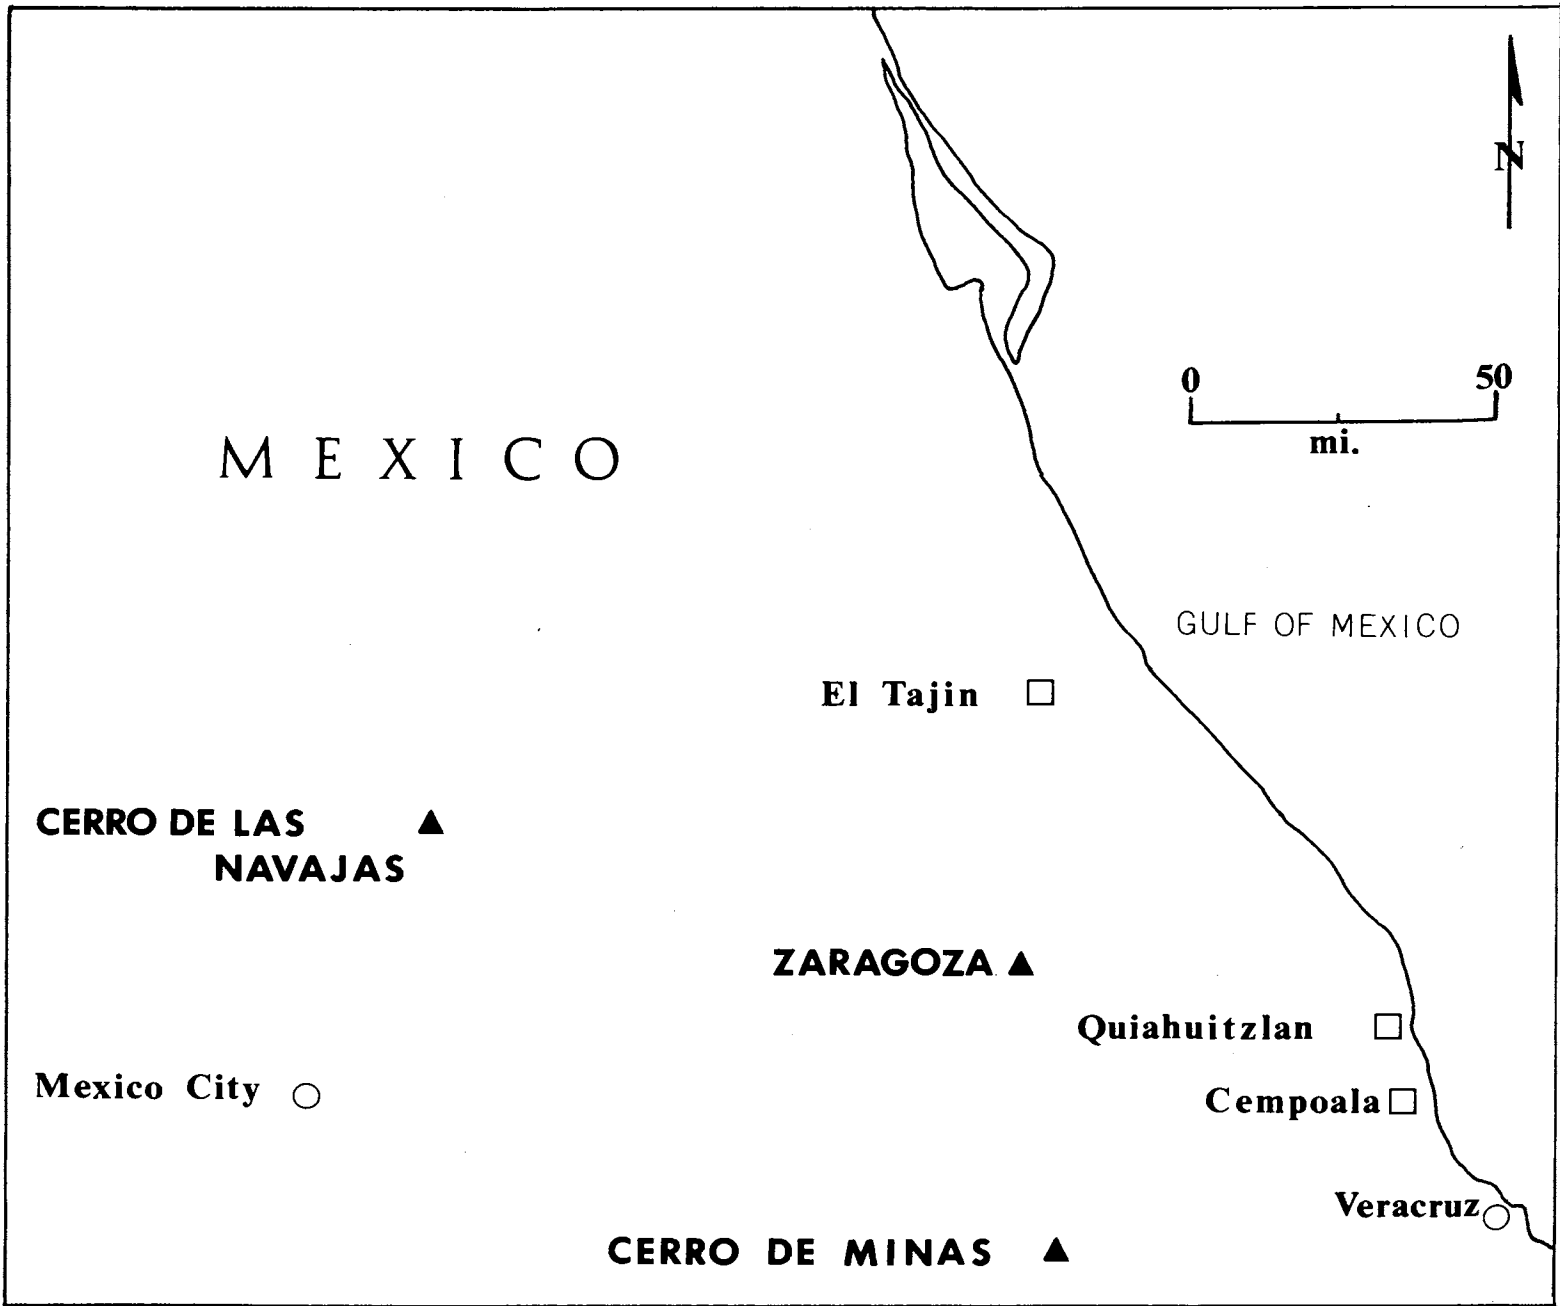 N
0 50
mi.
MEXICO
GULF OF MEXICO
El Tajin
CERRO DE LAS
NAVAJAS
ZARAGOZA
Quiahuitzlan
Mexico City
Cempoala
Veracruz
CERRO DE MINAS